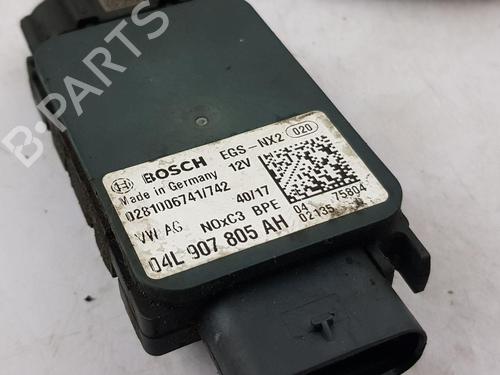 B-PARTS
BOSCH EGS-NX2 020
Made in Germany 12V
0281006741/742
VW AG NOxC3 BPE 40/17
04L 907 805 AH
04 75804
02135